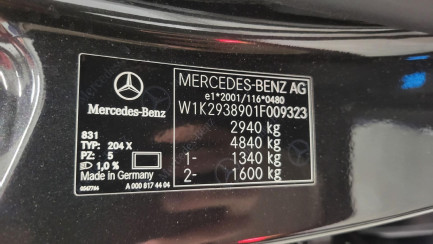 Mercedes-Benz
831
TYP: 204 X
PZ: 5
1,0 %
Made in Germany
A 000 817 44 04
MERCEDES-BENZ AG
e1*2001/116*0480
W1K2938901F009323
2940 kg
4840 kg
1- 1340 kg
2- 1600 kg